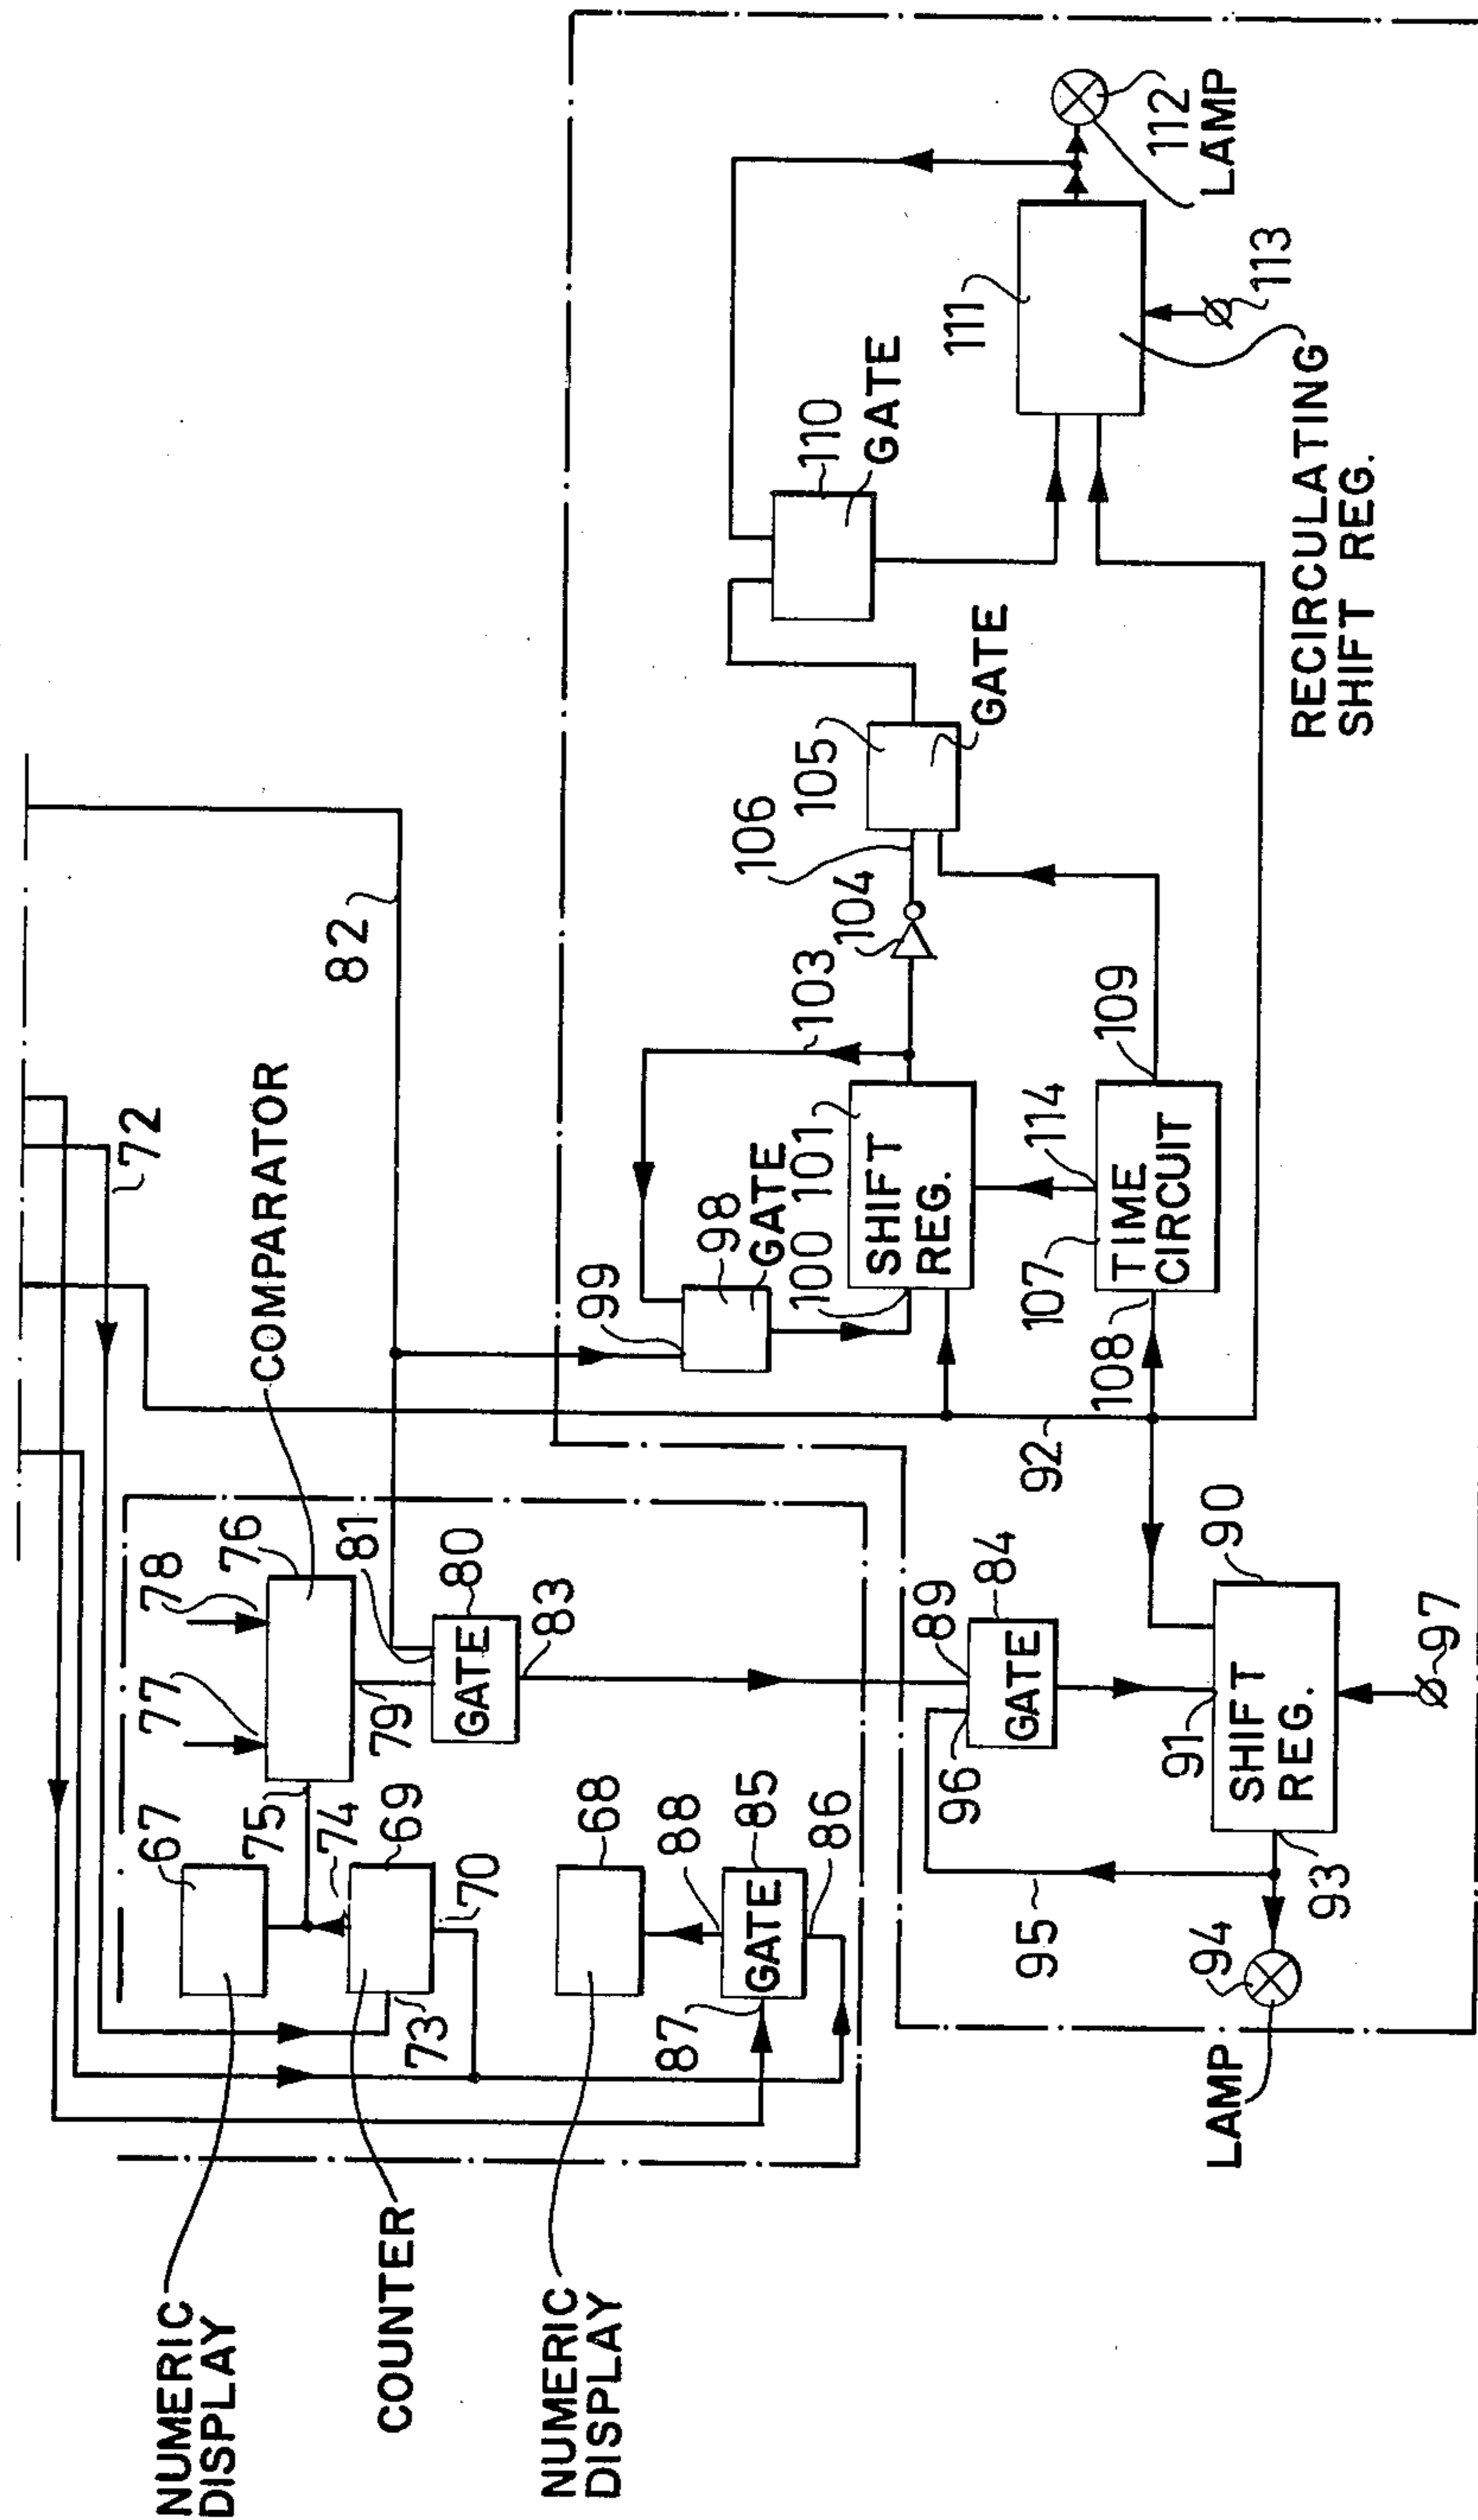 NUMERIC
DISPLAY
COUNTER
NUMERIC
DISPLAY
COMPARATOR
72
82
67
75
74
69
70
73
77
78
76
79
81
80
GATE
83
68
88
85
GATE
86
87
89
84
GATE
96
95
91
90
SHIFT
REG.
93
94
LAMP
97
92
99
98
GATE
100
101
SHIFT
REG.
103
104
106
105
GATE
107
108
TIME
CIRCUIT
114
109
110
GATE
111
112
LAMP
113
RECIRCULATING
SHIFT REG.